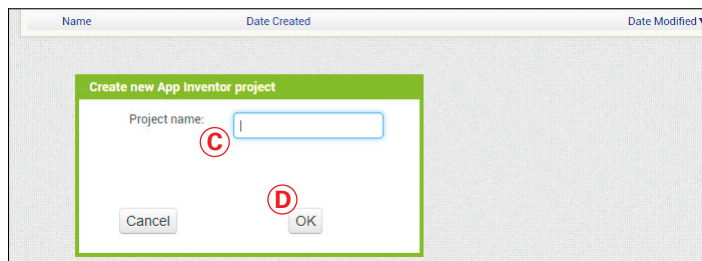 Name Date Created Date Modified ▼
Create new App Inventor project
Project name:
C
D
Cancel OK